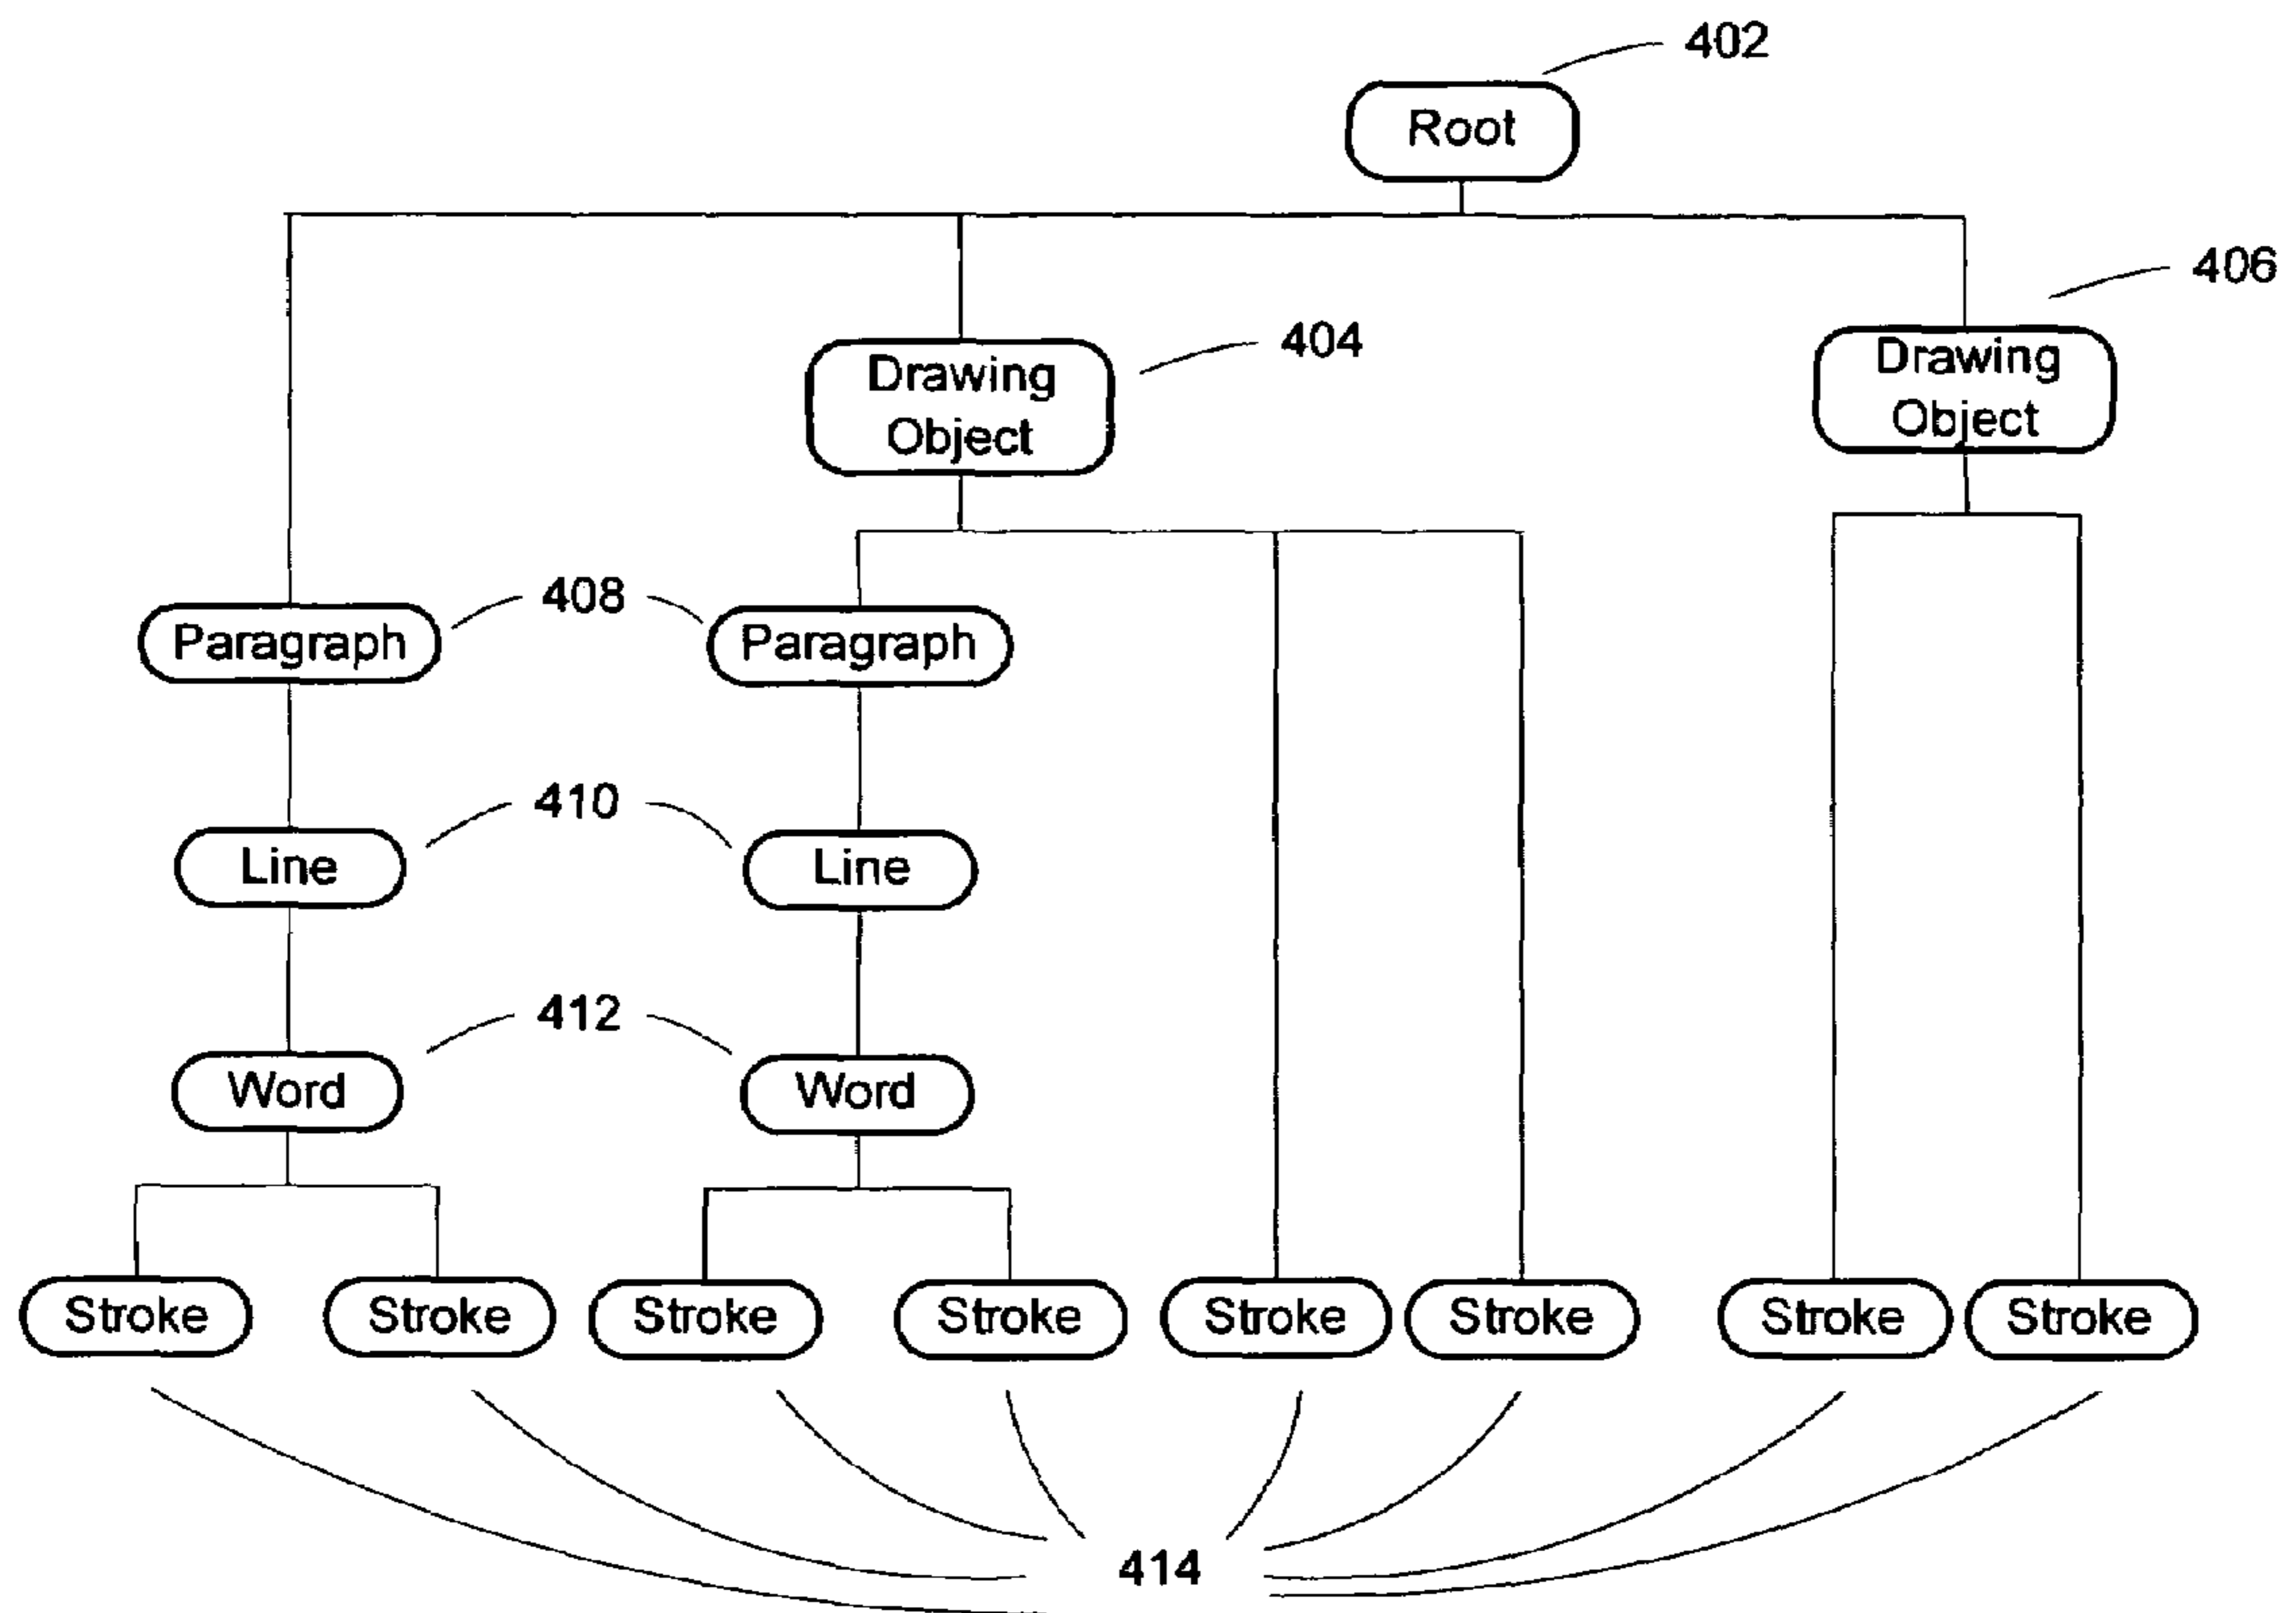 402
Root
406
404
Drawing
Object
Drawing
Object
408
Paragraph
Paragraph
410
Line
Line
412
Word
Word
Stroke
Stroke
Stroke
Stroke
Stroke
Stroke
Stroke
Stroke
414